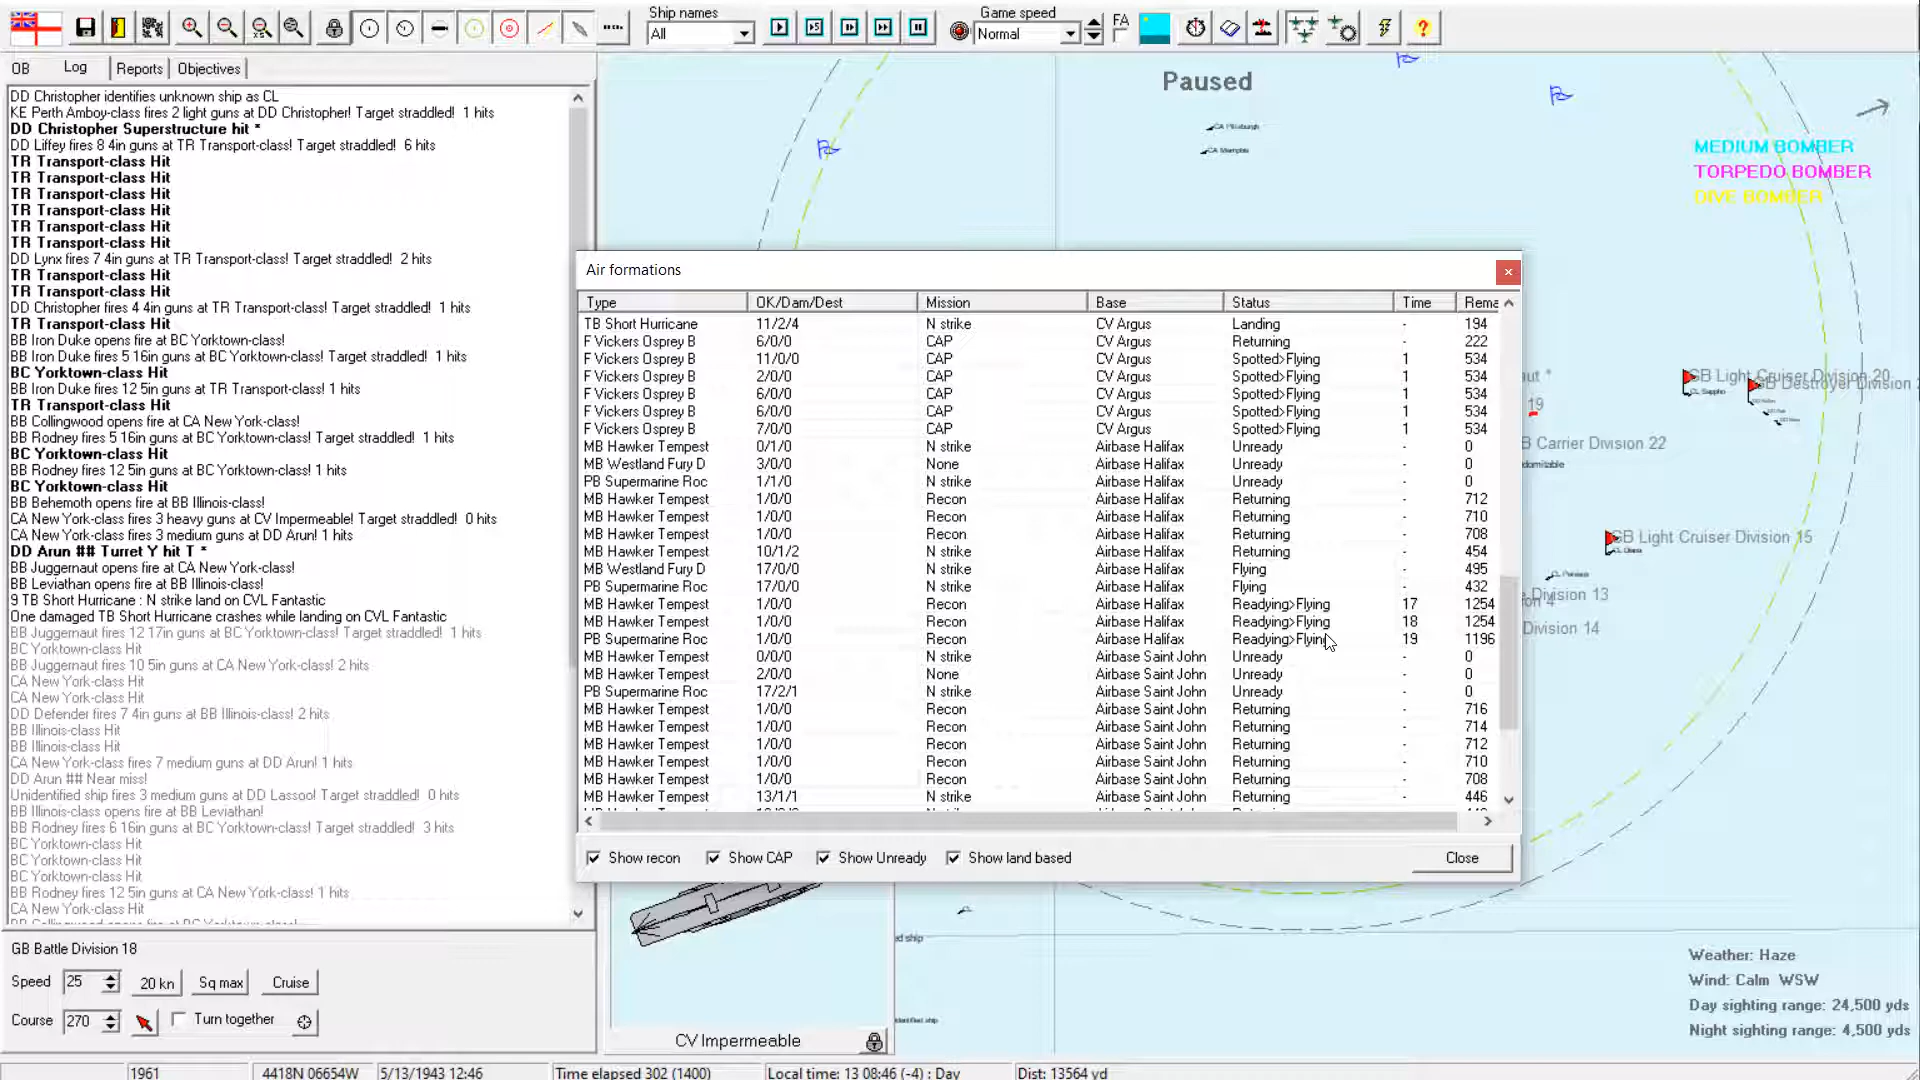 Ship names
All
Game speed
Normal
FA
OB Log Reports Objectives
DD Christopher identifies unknown ship as CL
KE Perth Amboy-class fires 2 light guns at DD Christopher! Target straddled!  1 hits
DD Christopher Superstructure hit *
DD Liffey fires 8 4in guns at TR Transport-class! Target straddled!  6 hits
TR Transport-class Hit
TR Transport-class Hit
TR Transport-class Hit
TR Transport-class Hit
TR Transport-class Hit
TR Transport-class Hit
DD Lynx fires 7 4in guns at TR Transport-class! Target straddled!  2 hits
TR Transport-class Hit
TR Transport-class Hit
DD Christopher fires 4 4in guns at TR Transport-class! Target straddled!  1 hits
TR Transport-class Hit
BB Iron Duke opens fire at BC Yorktown-class!
BB Iron Duke fires 5 16in guns at BC Yorktown-class! Target straddled!  1 hits
BC Yorktown-class Hit
BB Iron Duke fires 12 5in guns at TR Transport-class! 1 hits
TR Transport-class Hit
BB Collingwood opens fire at CA New York-class!
BB Rodney fires 5 16in guns at BC Yorktown-class! Target straddled!  1 hits
BC Yorktown-class Hit
BB Rodney fires 12 5in guns at BC Yorktown-class! 1 hits
BC Yorktown-class Hit
BB Behemoth opens fire at BB Illinois-class!
CA New York-class fires 3 heavy guns at CV Impermeable! Target straddled!  0 hits
CA New York-class fires 3 medium guns at DD Arun! 1 hits
DD Arun ## Turret Y hit T *
BB Juggernaut opens fire at CA New York-class!
BB Leviathan opens fire at BB Illinois-class!
9 TB Short Hurricane : N strike land on CVL Fantastic
One damaged TB Short Hurricane crashes while landing on CVL Fantastic
BB Juggernaut fires 12 17in guns at BC Yorktown-class! Target straddled!  1 hits
BC Yorktown-class Hit
BB Juggernaut fires 10 5in guns at CA New York-class! 2 hits
CA New York-class Hit
CA New York-class Hit
DD Defender fires 7 4in guns at BB Illinois-class! 2 hits
BB Illinois-class Hit
BB Illinois-class Hit
CA New York-class fires 7 medium guns at DD Arun! 1 hits
DD Arun ## Near miss!
Unidentified ship fires 3 medium guns at DD Lassoo! Target straddled!  0 hits
BB Illinois-class opens fire at BB Leviathan!
BB Rodney fires 6 16in guns at BC Yorktown-class! Target straddled!  3 hits
BC Yorktown-class Hit
BC Yorktown-class Hit
BC Yorktown-class Hit
BB Rodney fires 12 5in guns at CA New York-class! 1 hits
CA New York-class Hit
GB Battle Division 18
Speed 25 20 kn Sq max Cruise
Course 270 Turn together
Paused
CA Pittsburgh
CA Memphis
MEDIUM BOMBER
TORPEDO BOMBER
DIVE BOMBER
Air formations
Type OK/Dam/Dest Mission Base Status Time Rema
TB Short Hurricane 11/2/4 N strike CV Argus Landing - 194
F Vickers Osprey B 6/0/0 CAP CV Argus Returning - 222
F Vickers Osprey B 11/0/0 CAP CV Argus Spotted>Flying 1 534
F Vickers Osprey B 2/0/0 CAP CV Argus Spotted>Flying 1 534
F Vickers Osprey B 6/0/0 CAP CV Argus Spotted>Flying 1 534
F Vickers Osprey B 6/0/0 CAP CV Argus Spotted>Flying 1 534
F Vickers Osprey B 7/0/0 CAP CV Argus Spotted>Flying 1 534
MB Hawker Tempest 0/1/0 N strike Airbase Halifax Unready - 0
MB Westland Fury D 3/0/0 None Airbase Halifax Unready - 0
PB Supermarine Roc 1/1/0 N strike Airbase Halifax Unready - 0
MB Hawker Tempest 1/0/0 Recon Airbase Halifax Returning - 712
MB Hawker Tempest 1/0/0 Recon Airbase Halifax Returning - 710
MB Hawker Tempest 1/0/0 Recon Airbase Halifax Returning - 708
MB Hawker Tempest 10/1/2 N strike Airbase Halifax Returning - 454
MB Westland Fury D 17/0/0 N strike Airbase Halifax Flying - 495
PB Supermarine Roc 17/0/0 N strike Airbase Halifax Flying - 432
MB Hawker Tempest 1/0/0 Recon Airbase Halifax Readying>Flying 17 1254
MB Hawker Tempest 1/0/0 Recon Airbase Halifax Readying>Flying 18 1254
PB Supermarine Roc 1/0/0 Recon Airbase Halifax Readying>Flying 19 1196
MB Hawker Tempest 0/0/0 N strike Airbase Saint John Unready - 0
MB Hawker Tempest 2/0/0 None Airbase Saint John Unready - 0
PB Supermarine Roc 17/2/1 N strike Airbase Saint John Unready - 0
MB Hawker Tempest 1/0/0 Recon Airbase Saint John Returning - 716
MB Hawker Tempest 1/0/0 Recon Airbase Saint John Returning - 714
MB Hawker Tempest 1/0/0 Recon Airbase Saint John Returning - 712
MB Hawker Tempest 1/0/0 Recon Airbase Saint John Returning - 710
MB Hawker Tempest 1/0/0 Recon Airbase Saint John Returning - 708
MB Hawker Tempest 13/1/1 N strike Airbase Saint John Returning - 446
Show recon Show CAP Show Unready Show land based Close
aut *
19
GB Light Cruiser Division 20
CL Sappho
GB Destroyer Division
B Carrier Division 22
domitable
GB Light Cruiser Division 15
CL Diana
e Division 13
on 4
Division 14
ed ship
dentified ship
CV Impermeable
Weather: Haze
Wind: Calm  WSW
Day sighting range: 24,500 yds
Night sighting range: 4,500 yds
1961 4418N 06654W 5/13/1943 12:46 Time elapsed 302 (1400) Local time: 13 08:46 (-4) : Day Dist: 13564 yd